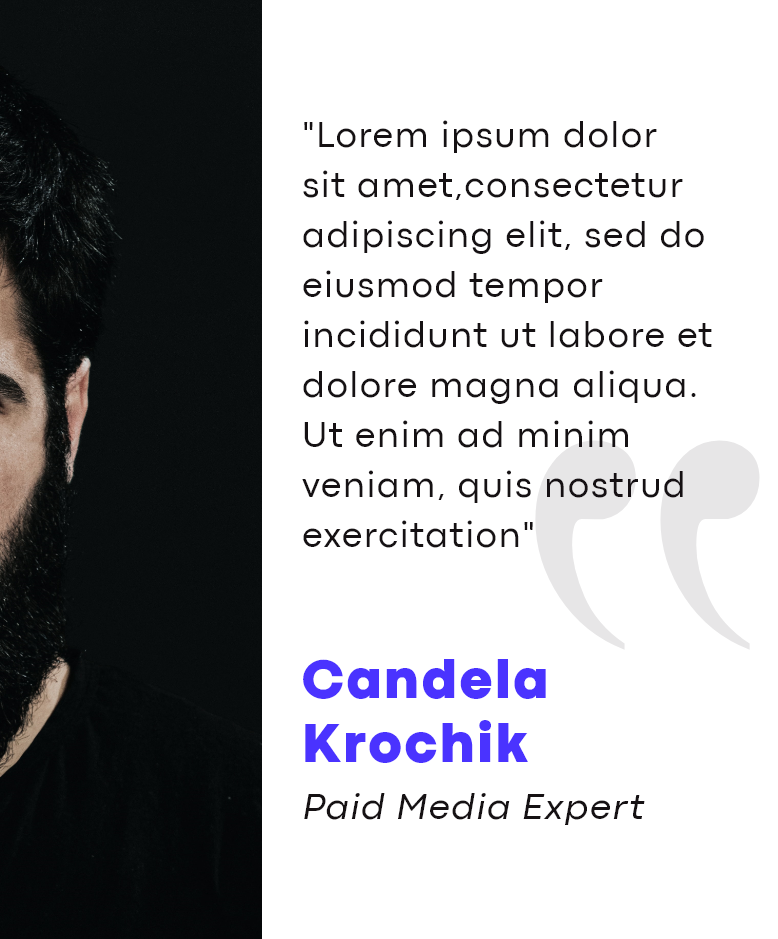 "Lorem ipsum dolor
sit amet,consectetur
adipiscing elit, sed do
eiusmod tempor
incididunt ut labore et
dolore magna aliqua.
Ut enim ad minim
veniam, quis nostrud
exercitation"
Candela
Krochik
Paid Media Expert